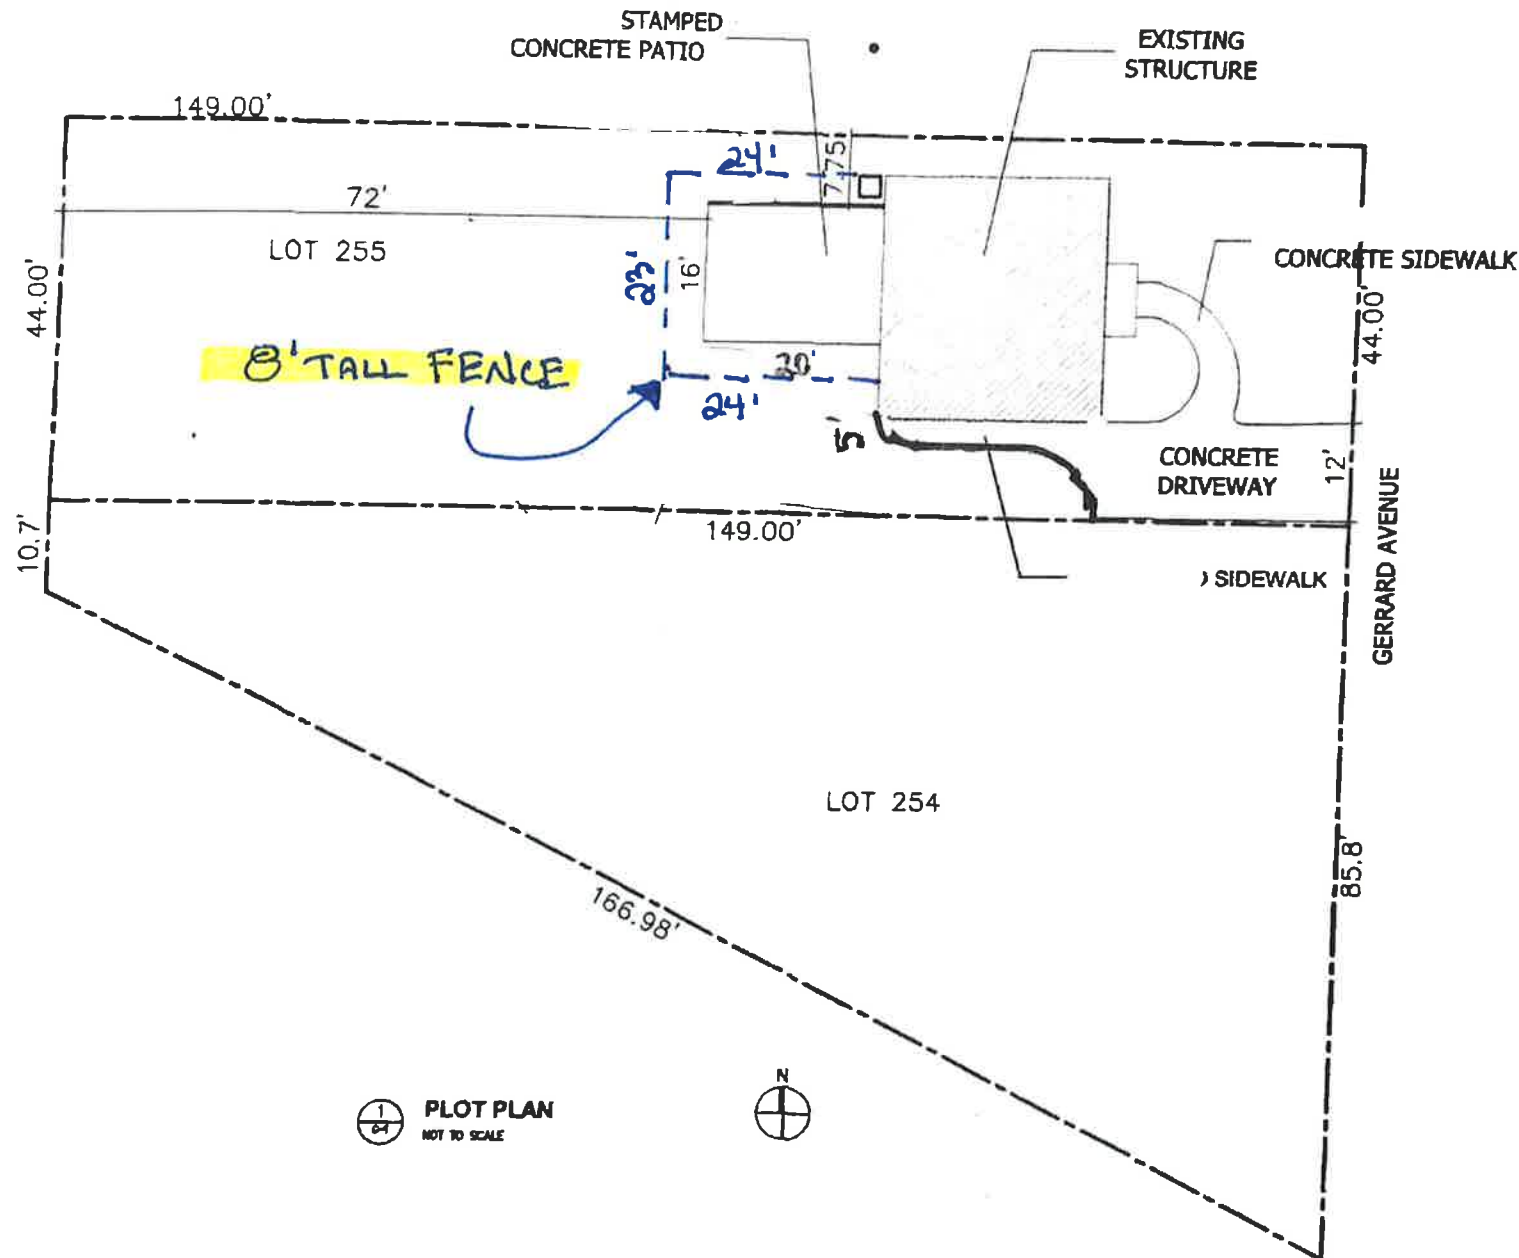 STAMPED
CONCRETE PATIO
EXISTING
STRUCTURE
149.00'
24'
7.75
72'
LOT 255
CONCRETE SIDEWALK
44.00'
23'
16'
44.00'
8' TALL FENCE
20'
24'
5'
CONCRETE
DRIVEWAY
12'
10.7'
149.00'
SIDEWALK
GERRARD AVENUE
LOT 254
85.8'
166.98'
N
1
PLOT PLAN
NOT TO SCALE